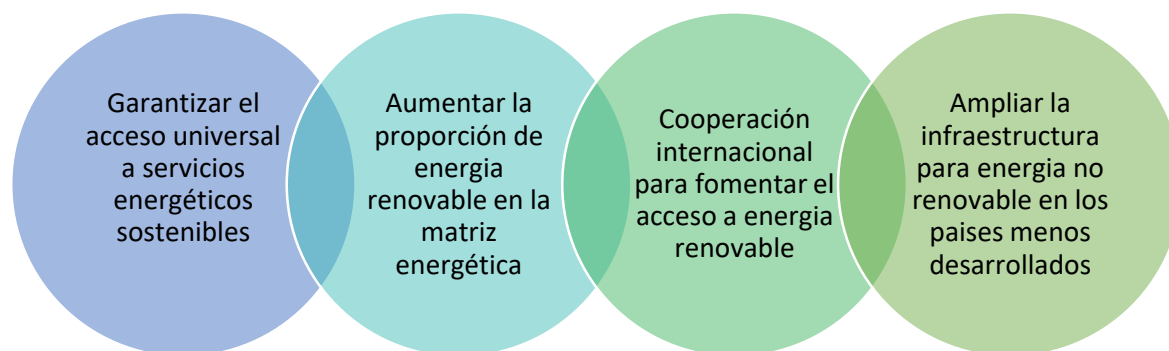 Garantizar el
acceso universal
a servicios
energéticos
sostenibles
Aumentar la
proporción de
energia
renovable en la
matriz
energética
Cooperación
internacional
para fomentar el
acceso a energia
renovable
Ampliar la
infraestructura
para energia no
renovable en los
paises menos
desarrollados